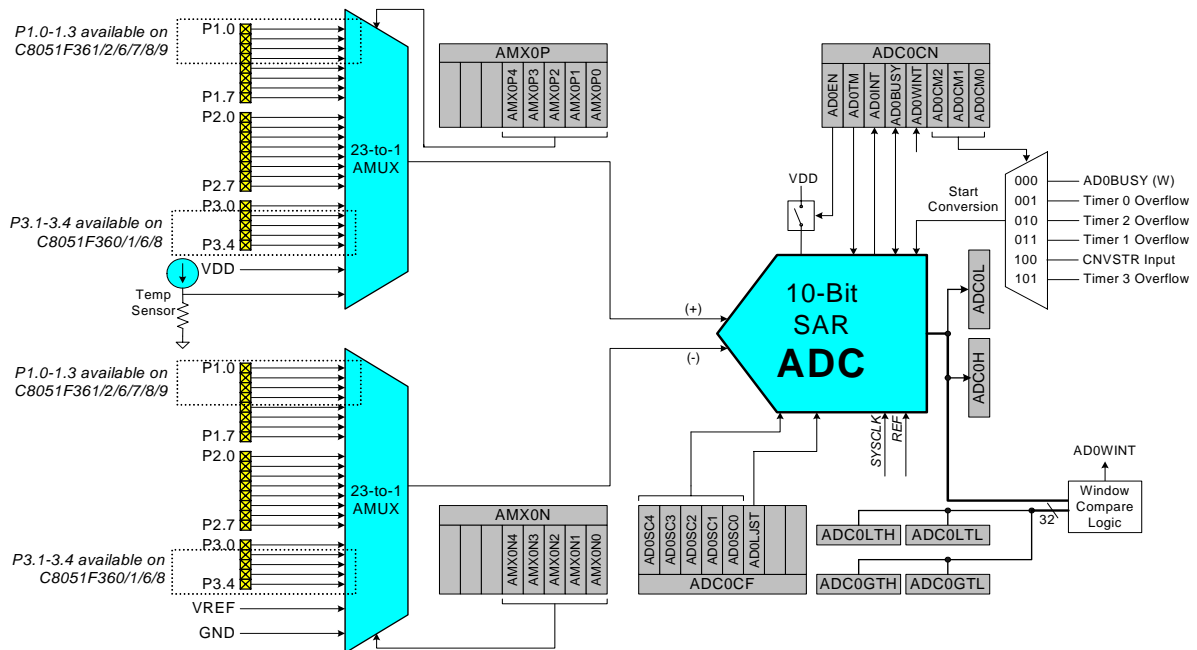 P1.0-1.3 available on
C8051F361/2/6/7/8/9
P1.0
P1.7
P2.0
P2.7
P3.1-3.4 available on
C8051F360/1/6/8
P3.0
P3.4
VDD
Temp
Sensor
23-to-1
AMUX
AMX0P
AMX0P4
AMX0P3
AMX0P2
AMX0P1
AMX0P0
ADC0CN
AD0EN
AD0TM
AD0INT
AD0BUSY
AD0WINT
AD0CM2
AD0CM1
AD0CM0
VDD
Start
Conversion
000
AD0BUSY (W)
001
Timer 0 Overflow
010
Timer 2 Overflow
011
Timer 1 Overflow
100
CNVSTR Input
101
Timer 3 Overflow
(+)
(-)
10-Bit
SAR
ADC
ADC0L
ADC0H
SYSCLK
REF
P1.0-1.3 available on
C8051F361/2/6/7/8/9
P1.0
P1.7
P2.0
P2.7
P3.1-3.4 available on
C8051F360/1/6/8
P3.0
P3.4
VREF
GND
23-to-1
AMUX
AMX0N
AMX0N4
AMX0N3
AMX0N2
AMX0N1
AMX0N0
AD0SC4
AD0SC3
AD0SC2
AD0SC1
AD0SC0
AD0LJST
ADC0CF
AD0WINT
Window
Compare
Logic
32
ADC0LTH
ADC0LTL
ADC0GTH
ADC0GTL